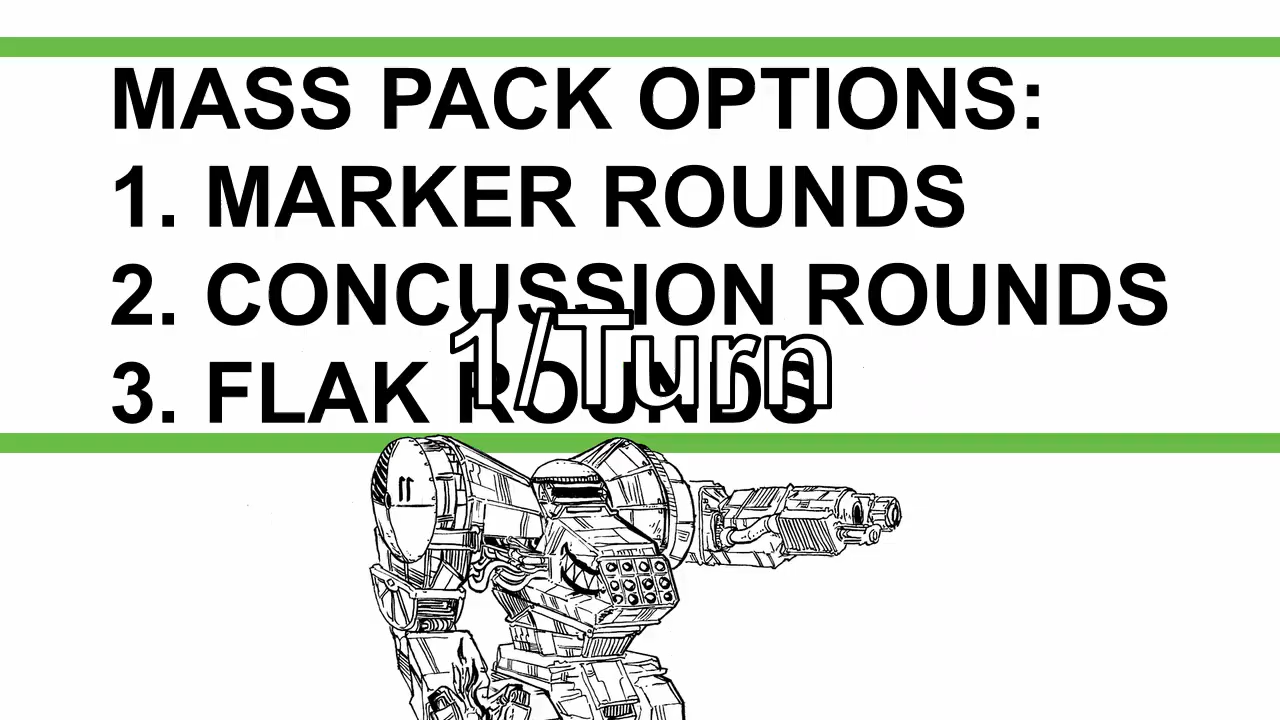 MASS PACK OPTIONS:
1. MARKER ROUNDS
2. CONCUSSION ROUNDS
1/Turn
3. FLAK ROUNDS